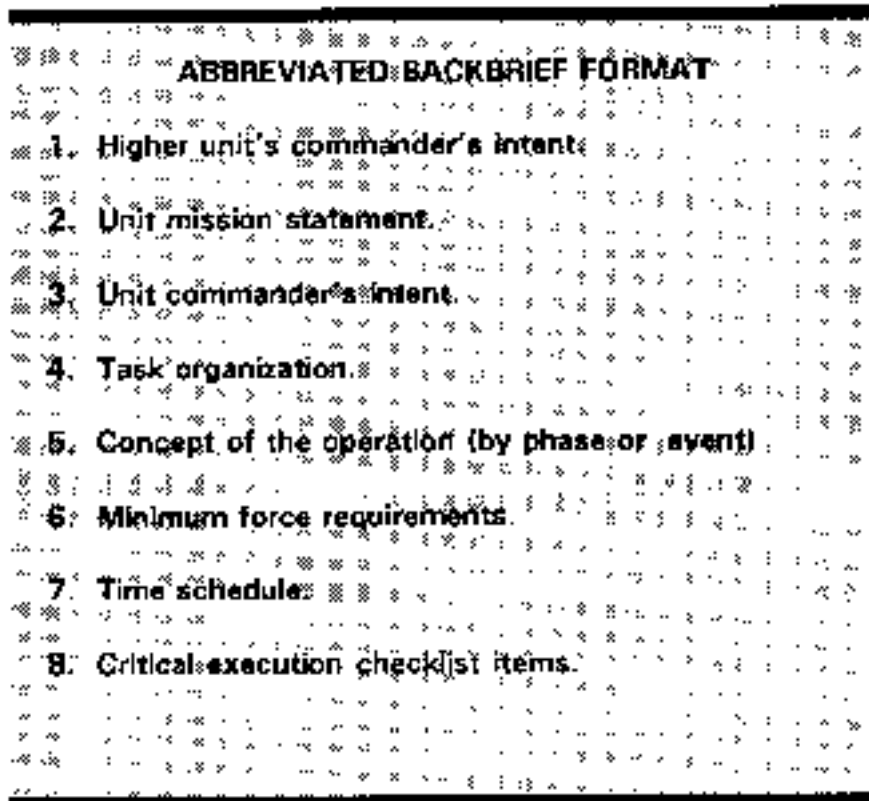 ABBREVIATED BACKBRIEF FORMAT
1. Higher unit's commander's intent.
2. Unit mission statement.
3. Unit commander's intent.
4. Task organization.
5. Concept of the operation (by phase or event)
6. Minimum force requirements.
7. Time schedule.
8. Critical execution checklist items.